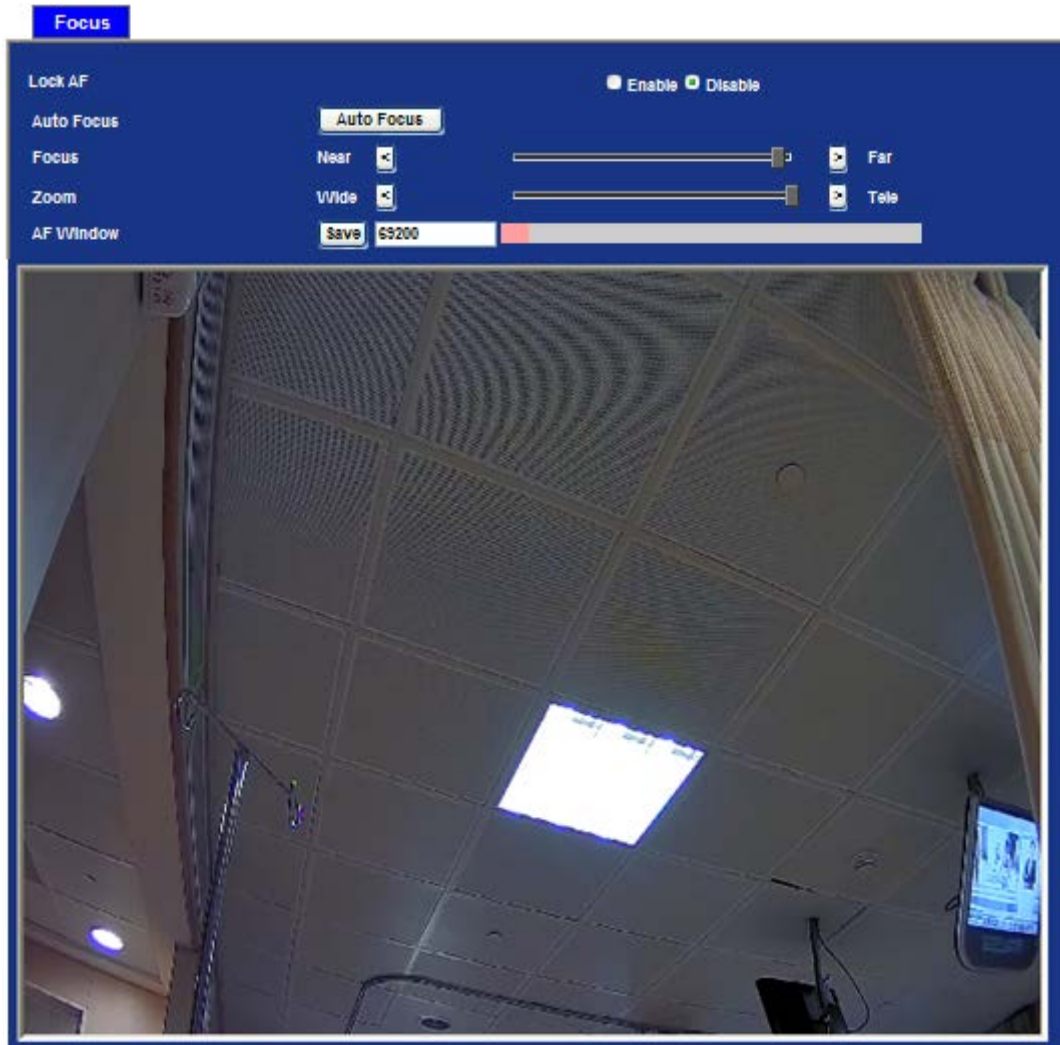 Focus
Lock AF Enable Disable
Auto Focus Auto Focus
Focus Near < > Far
Zoom Wide < > Tele
AF Window Save 69200